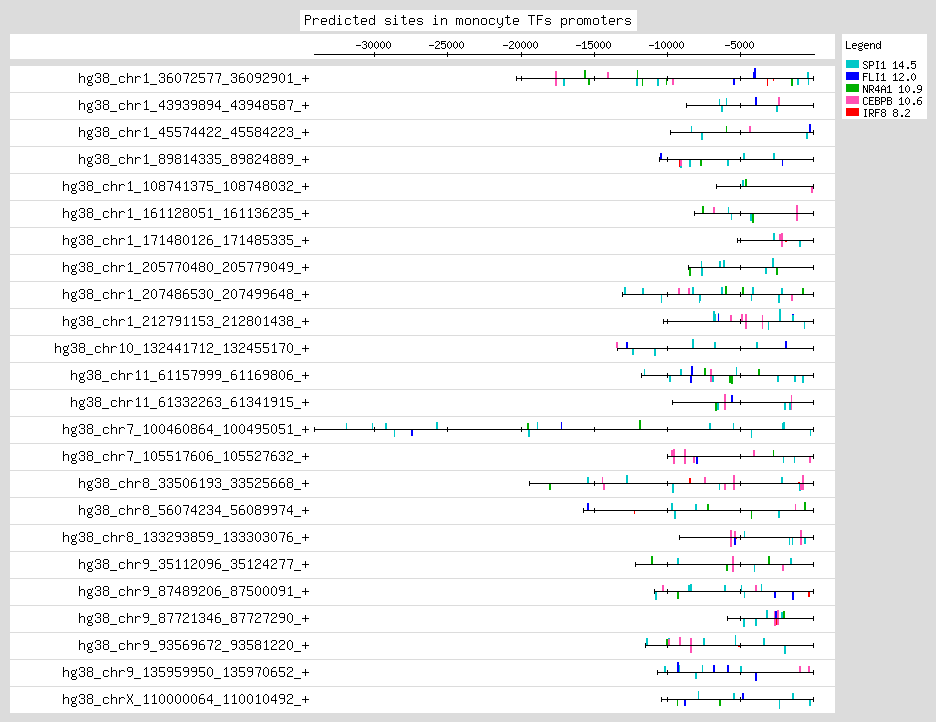 Predicted sites in monocyte TFs promoters
-30000 -25000 -20000 -15000 -10000 -5000
Legend
SPI1 14.5
FLI1 12.0
NR4A1 10.9
CEBPB 10.6
IRF8 8.2
hg38_chr1_36072577_36092901_+
hg38_chr1_43939894_43948587_+
hg38_chr1_45574422_45584223_+
hg38_chr1_89814335_89824889_+
hg38_chr1_108741375_108748032_+
hg38_chr1_161128051_161136235_+
hg38_chr1_171480126_171485335_+
hg38_chr1_205770480_205779049_+
hg38_chr1_207486530_207499648_+
hg38_chr1_212791153_212801438_+
hg38_chr10_132441712_132455170_+
hg38_chr11_61157999_61169806_+
hg38_chr11_61332263_61341915_+
hg38_chr7_100460864_100495051_+
hg38_chr7_105517606_105527632_+
hg38_chr8_33506193_33525668_+
hg38_chr8_56074234_56089974_+
hg38_chr8_133293859_133303076_+
hg38_chr9_35112096_35124277_+
hg38_chr9_87489206_87500091_+
hg38_chr9_87721346_87727290_+
hg38_chr9_93569672_93581220_+
hg38_chr9_135959950_135970652_+
hg38_chrX_110000064_110010492_+